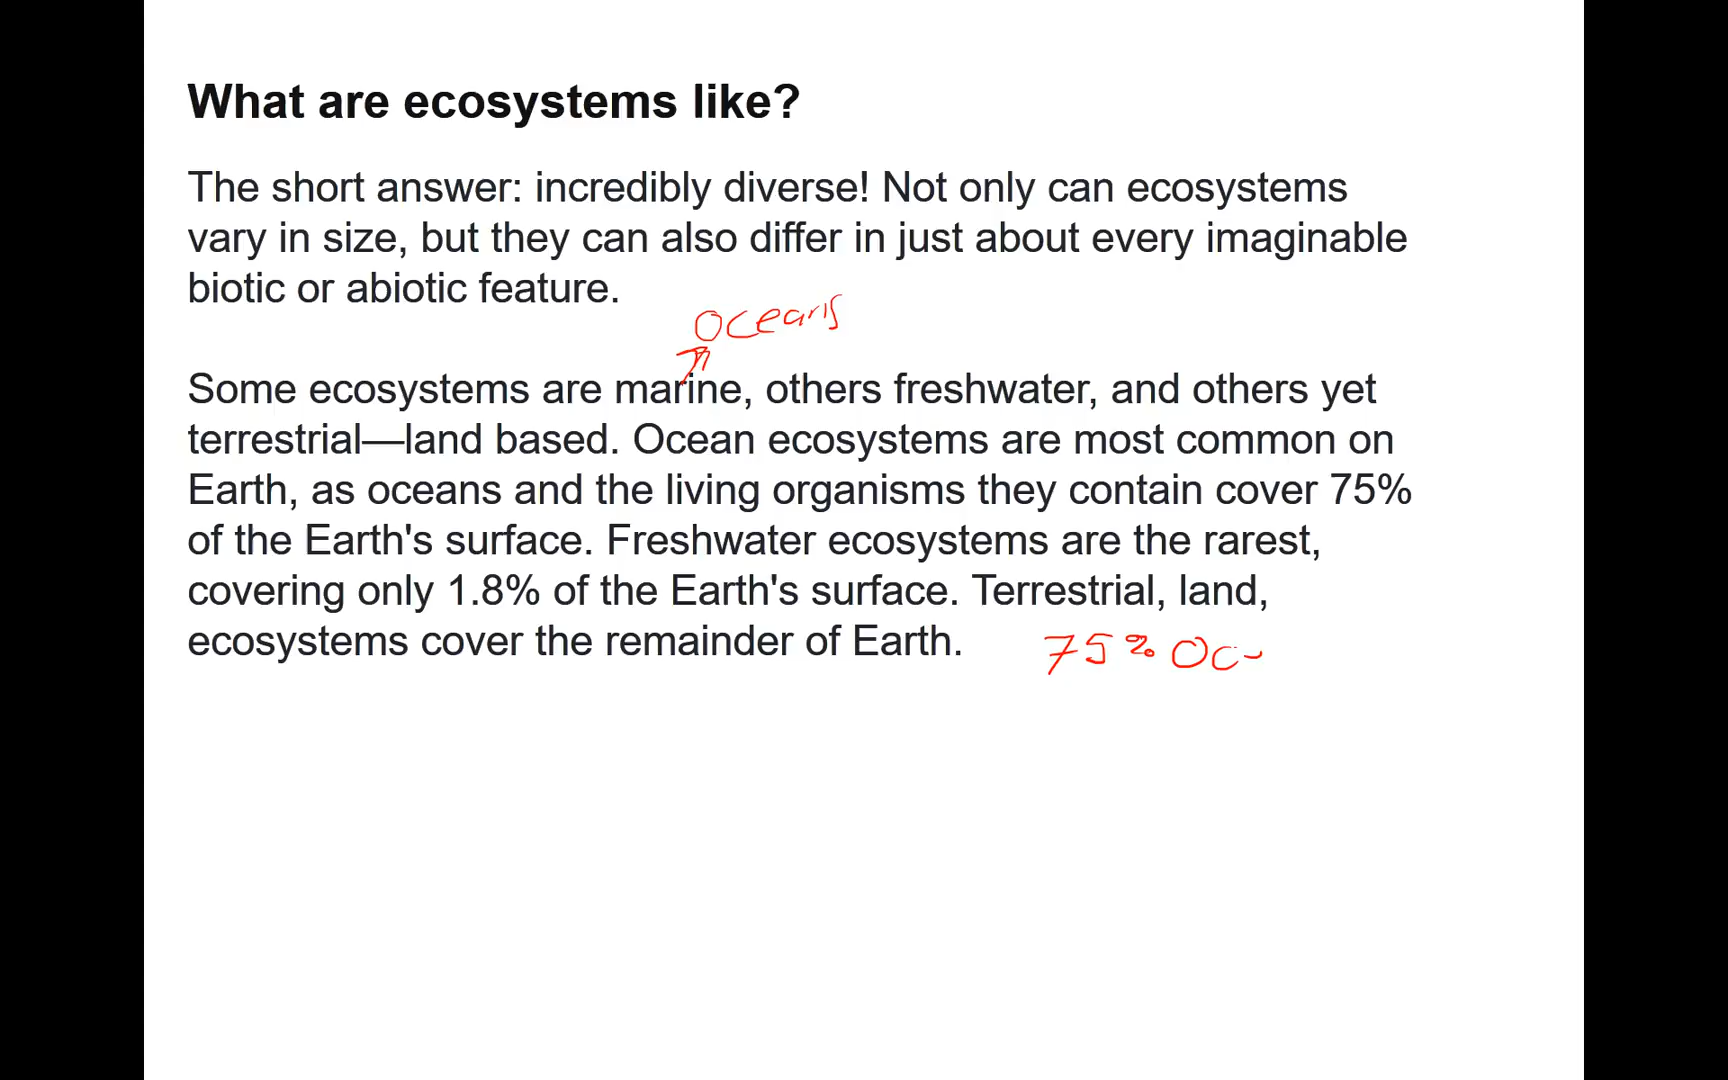 What are ecosystems like?
The short answer: incredibly diverse! Not only can ecosystems
vary in size, but they can also differ in just about every imaginable
biotic or abiotic feature.
oceans
Some ecosystems are marine, others freshwater, and others yet
terrestrial—land based. Ocean ecosystems are most common on
Earth, as oceans and the living organisms they contain cover 75%
of the Earth's surface. Freshwater ecosystems are the rarest,
covering only 1.8% of the Earth's surface. Terrestrial, land,
ecosystems cover the remainder of Earth.
75% Oc